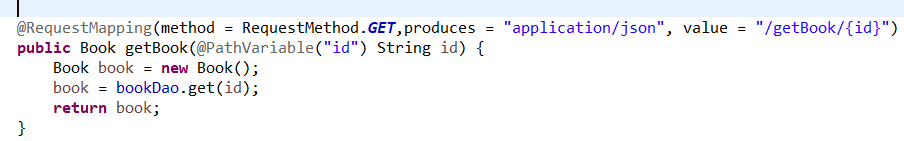 @RequestMapping(method = RequestMethod.GET,produces = "application/json", value = "/getBook/{id}")
public Book getBook(@PathVariable("id") String id) {
    Book book = new Book();
    book = bookDao.get(id);
    return book;
}